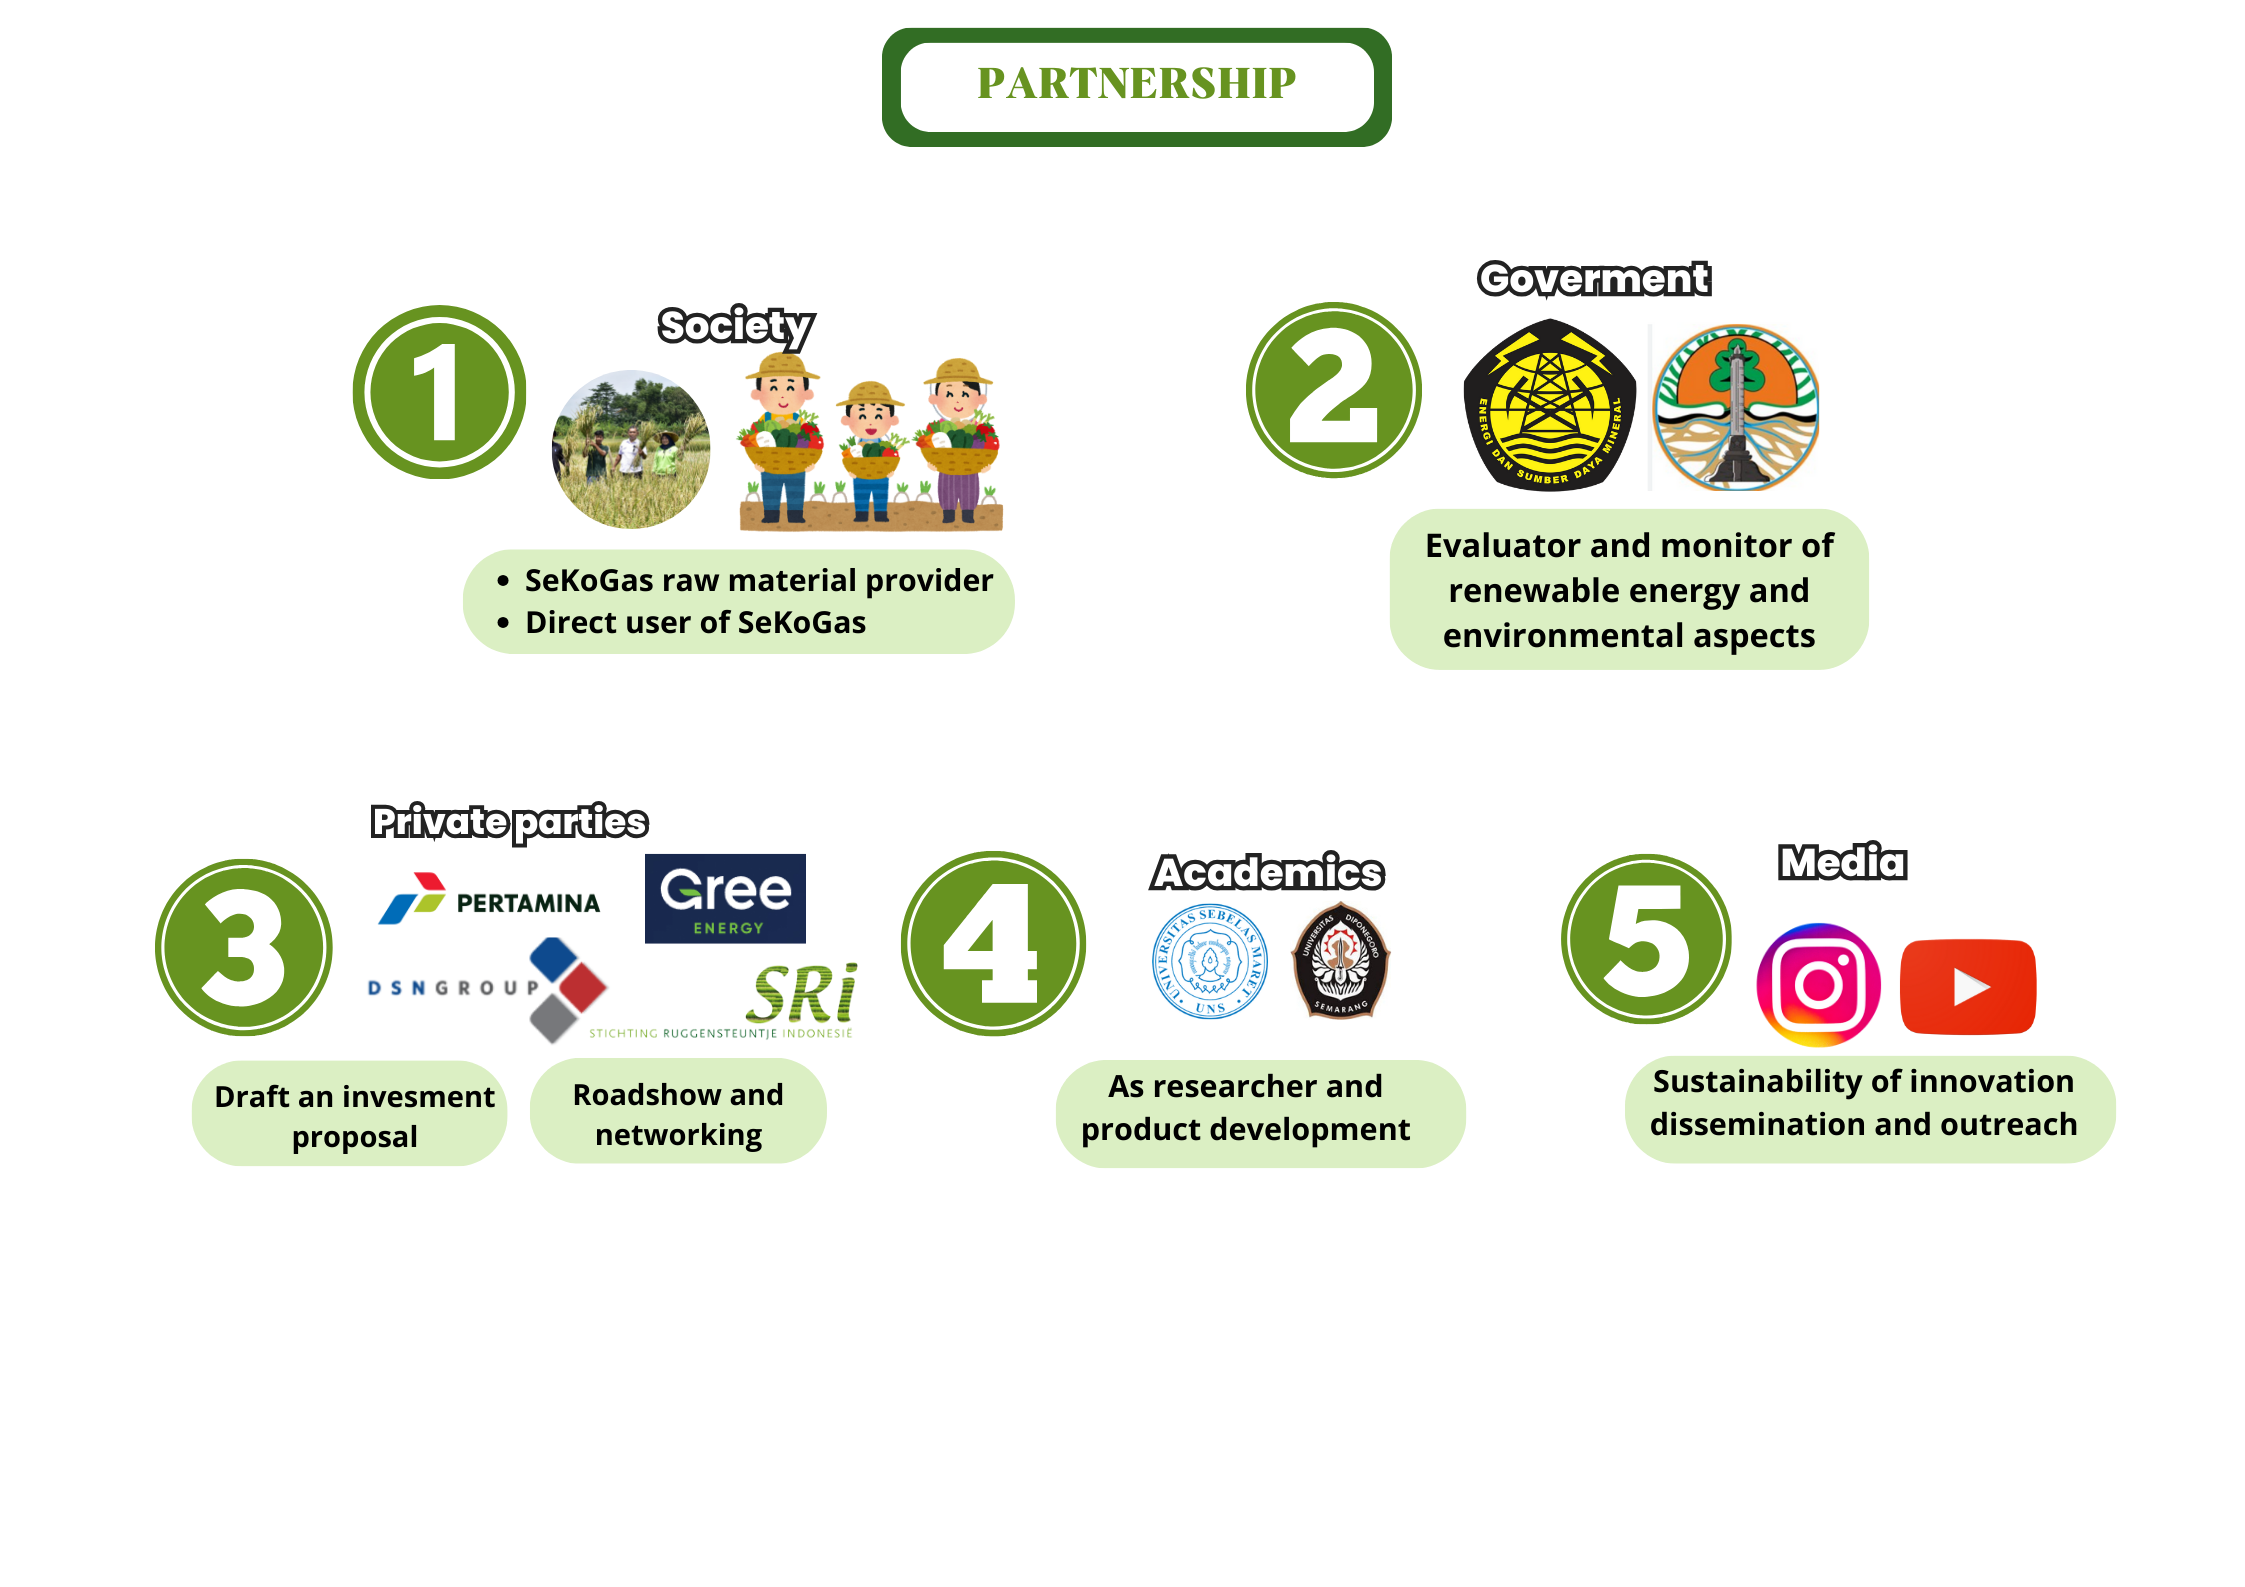 PARTNERSHIP
1
Society
• SeKoGas raw material provider
• Direct user of SeKoGas
2
Goverment
ENERGI DAN SUMBER DAYA MINERAL
Evaluator and monitor of
renewable energy and
environmental aspects
3
Private parties
PERTAMINA
Gree
ENERGY
DSNGROUP
SRi
STICHTING RUGGENSTEUNTJE INDONESIË
Draft an invesment
proposal
Roadshow and
networking
4
Academics
UNIVERSITAS SEBELAS MARET
UNS
UNIVERSITAS DIPONEGORO
SEMARANG
As researcher and
product development
5
Media
Sustainability of innovation
dissemination and outreach